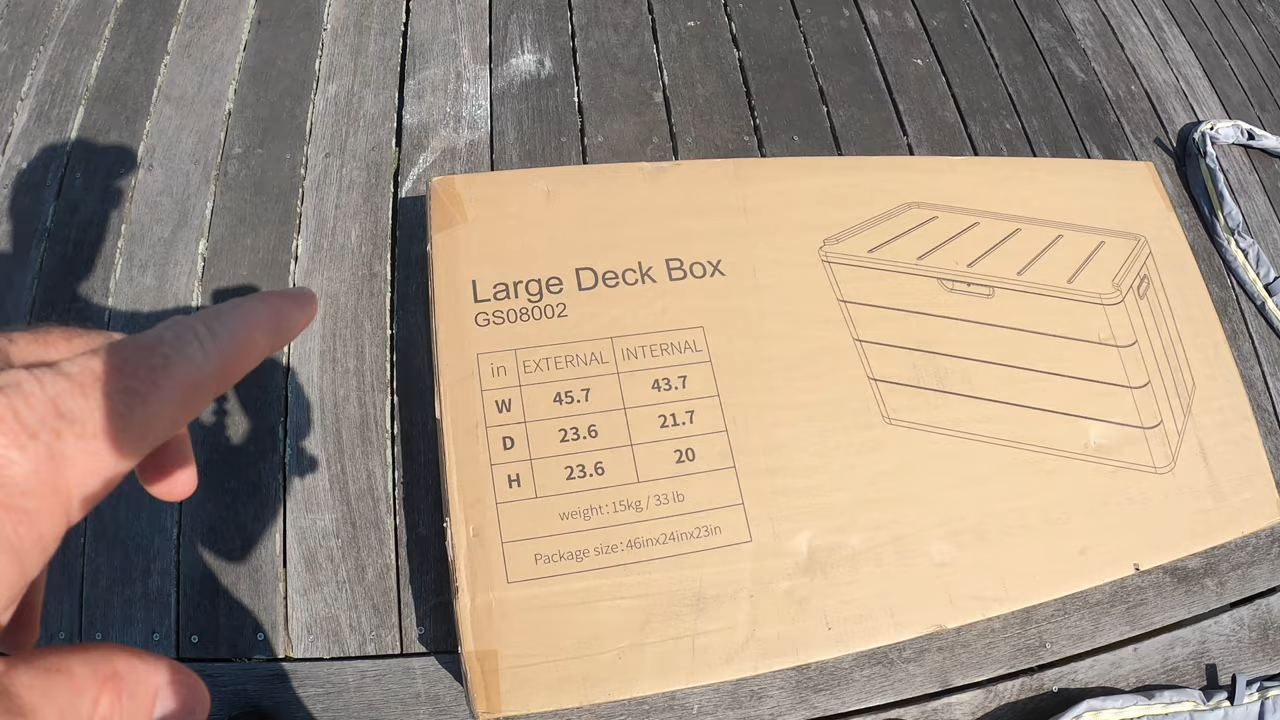 Large Deck Box
GS08002
in EXTERNAL INTERNAL
W 45.7 43.7
D 23.6 21.7
H 23.6 20
weight:15kg / 33 lb
Package size:46inx24inx23in